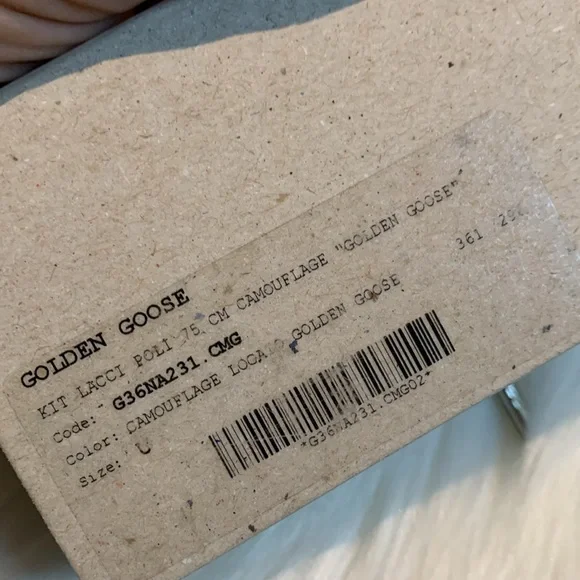 GOLDEN GOOSE
KIT LACCI POLI 75 CM CAMOUFLAGE "GOLDEN GOOSE"
Code: G36NA231.CMG
361
Color: CAMOUFLAGE GOLDEN GOOSE
Size: U
*G36NA231.CMG02*